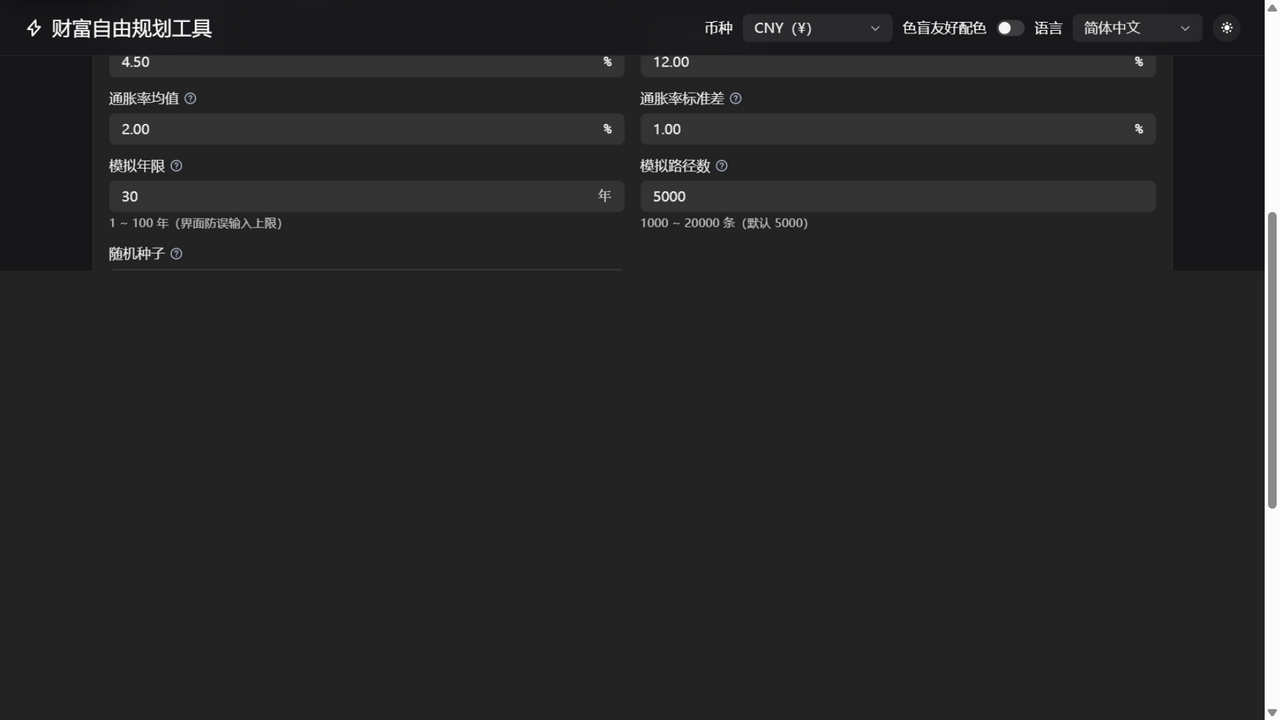 财富自由规划工具
币种 CNY（¥） 色盲友好配色 语言 简体中文
4.50 % 12.00 %
通胀率均值 通胀率标准差
2.00 % 1.00 %
模拟年限 模拟路径数
30 年 5000
1 ~ 100 年（界面防误输入上限） 1000 ~ 20000 条（默认 5000）
随机种子